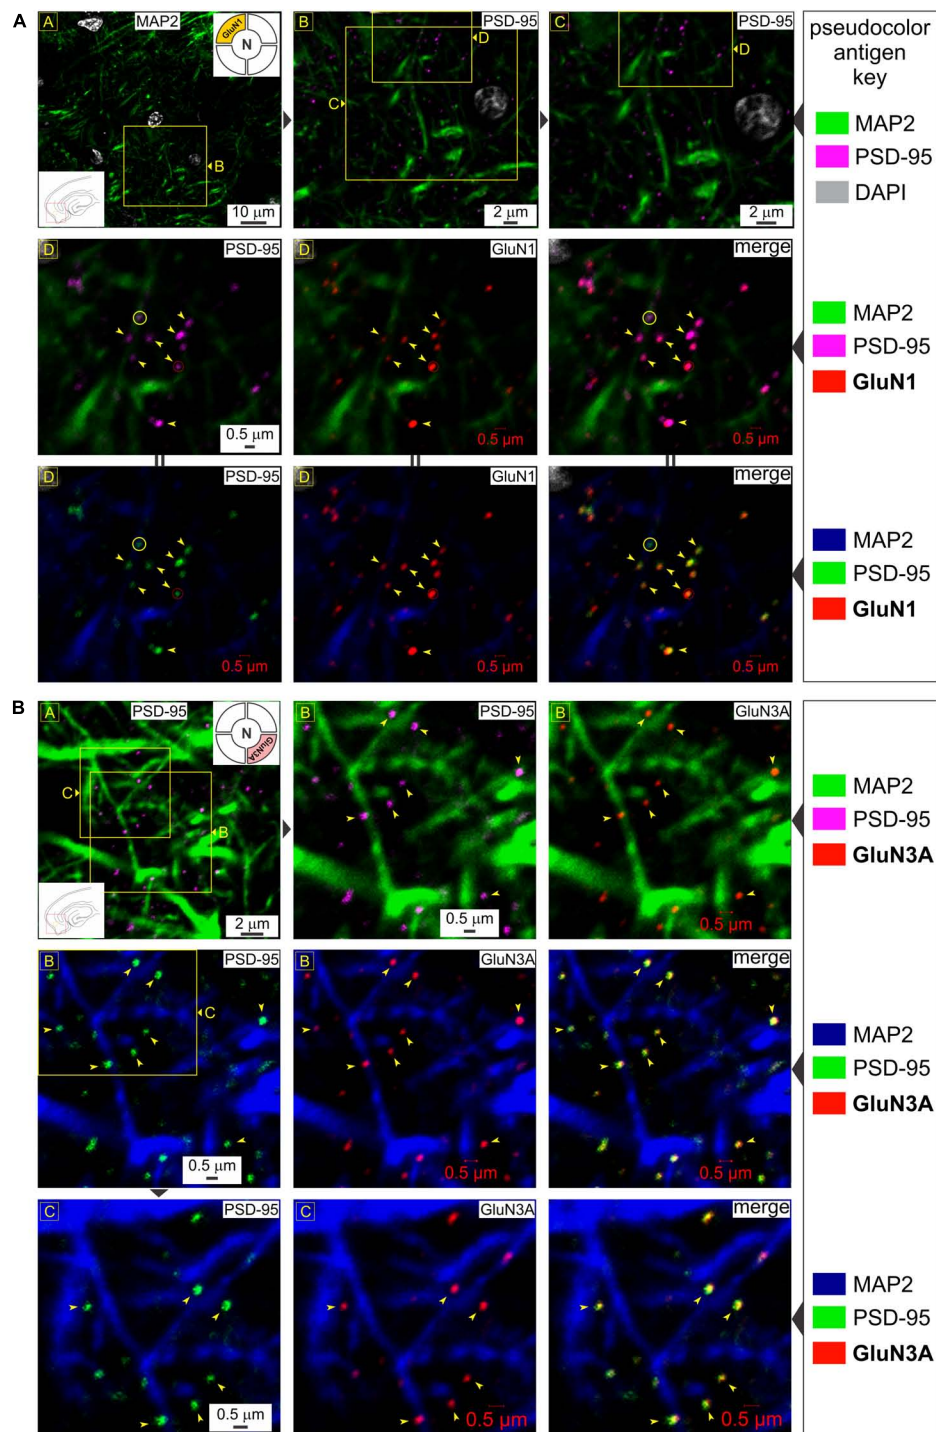 A
A
MAP2
GluN1
N
B
10 µm
B
PSD-95
D
C
2 µm
C
PSD-95
D
2 µm
pseudocolor
antigen
key
MAP2
PSD-95
DAPI
D
PSD-95
0.5 µm
D
GluN1
0.5 µm
merge
0.5 µm
MAP2
PSD-95
GluN1
D
PSD-95
0.5 µm
D
GluN1
0.5 µm
merge
0.5 µm
MAP2
PSD-95
GluN1
B
A
PSD-95
N
GluN3A
C
B
2 µm
B
PSD-95
0.5 µm
B
GluN3A
0.5 µm
MAP2
PSD-95
GluN3A
B
PSD-95
C
0.5 µm
B
GluN3A
0.5 µm
merge
0.5 µm
MAP2
PSD-95
GluN3A
C
PSD-95
0.5 µm
C
GluN3A
0.5 µm
merge
0.5 µm
MAP2
PSD-95
GluN3A